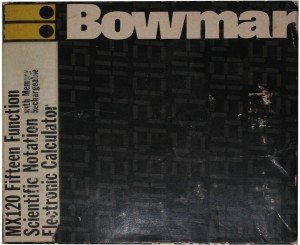 Bowmar
MX120 Fifteen Function
Scientific Notation with Memory
Rechargeable
Electronic Calculator